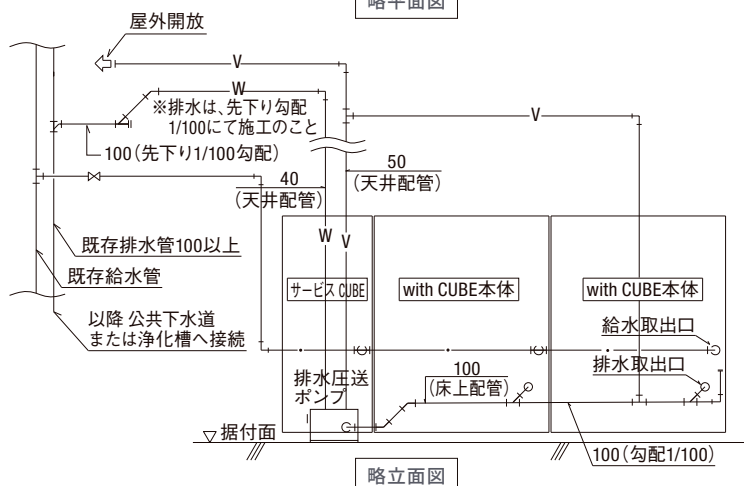 略平面図
屋外開放
V
W
※排水は、先下り勾配
1/100にて施工のこと
V
100(先下り1/100勾配)
50
(天井配管)
40
(天井配管)
W
V
既存排水管100以上
既存給水管
サービス CUBE
with CUBE本体
with CUBE本体
以降 公共下水道
または浄化槽へ接続
給水取出口
排水圧送
ポンプ
100
(床上配管)
排水取出口
据付面
100(勾配1/100)
略立面図